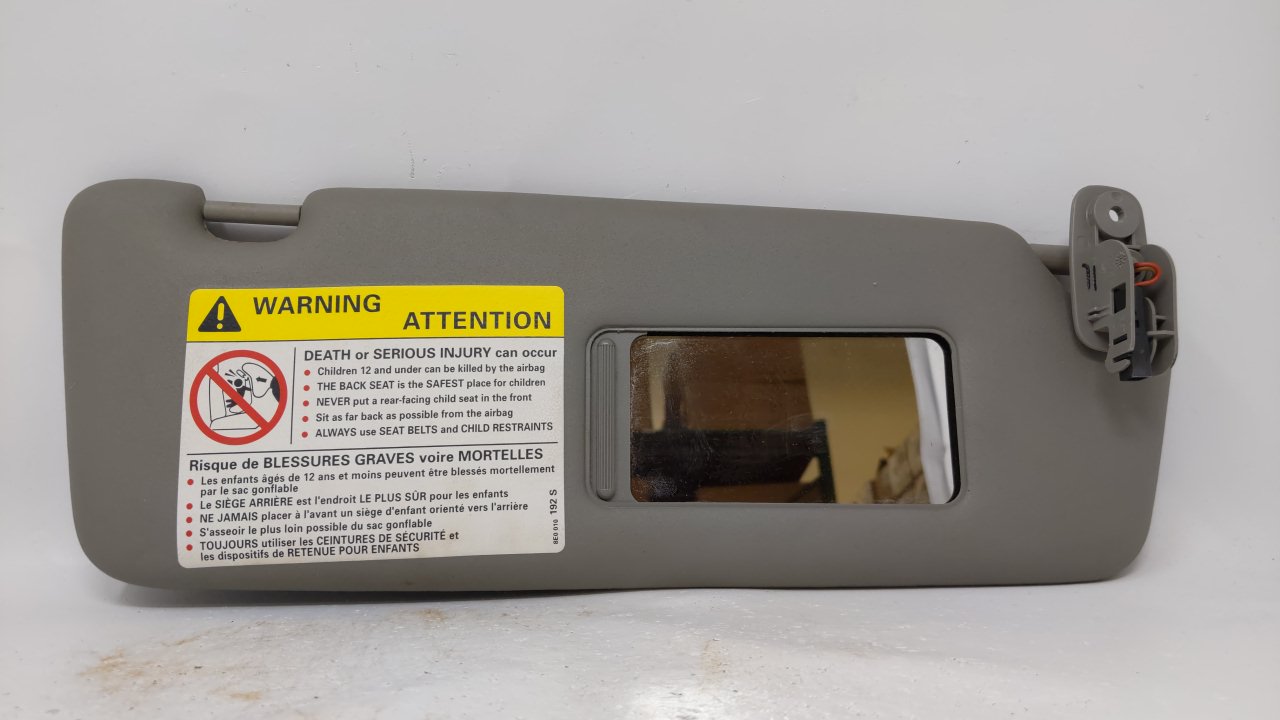 WARNING
ATTENTION
DEATH or SERIOUS INJURY can occur
• Children 12 and under can be killed by the airbag
• THE BACK SEAT is the SAFEST place for children
• NEVER put a rear-facing child seat in the front
• Sit as far back as possible from the airbag
• ALWAYS use SEAT BELTS and CHILD RESTRAINTS
Risque de BLESSURES GRAVES voire MORTELLES
• Les enfants âgés de 12 ans et moins peuvent être blessés mortellement
par le sac gonflable
• Le SIÈGE ARRIÈRE est l'endroit LE PLUS SÛR pour les enfants
• NE JAMAIS placer à l'avant un siège d'enfant orienté vers l'arrière
• S'asseoir le plus loin possible du sac gonflable
• TOUJOURS utiliser les CEINTURES DE SÉCURITÉ et
les dispositifs de RETENUE POUR ENFANTS
8E0 010 192 S